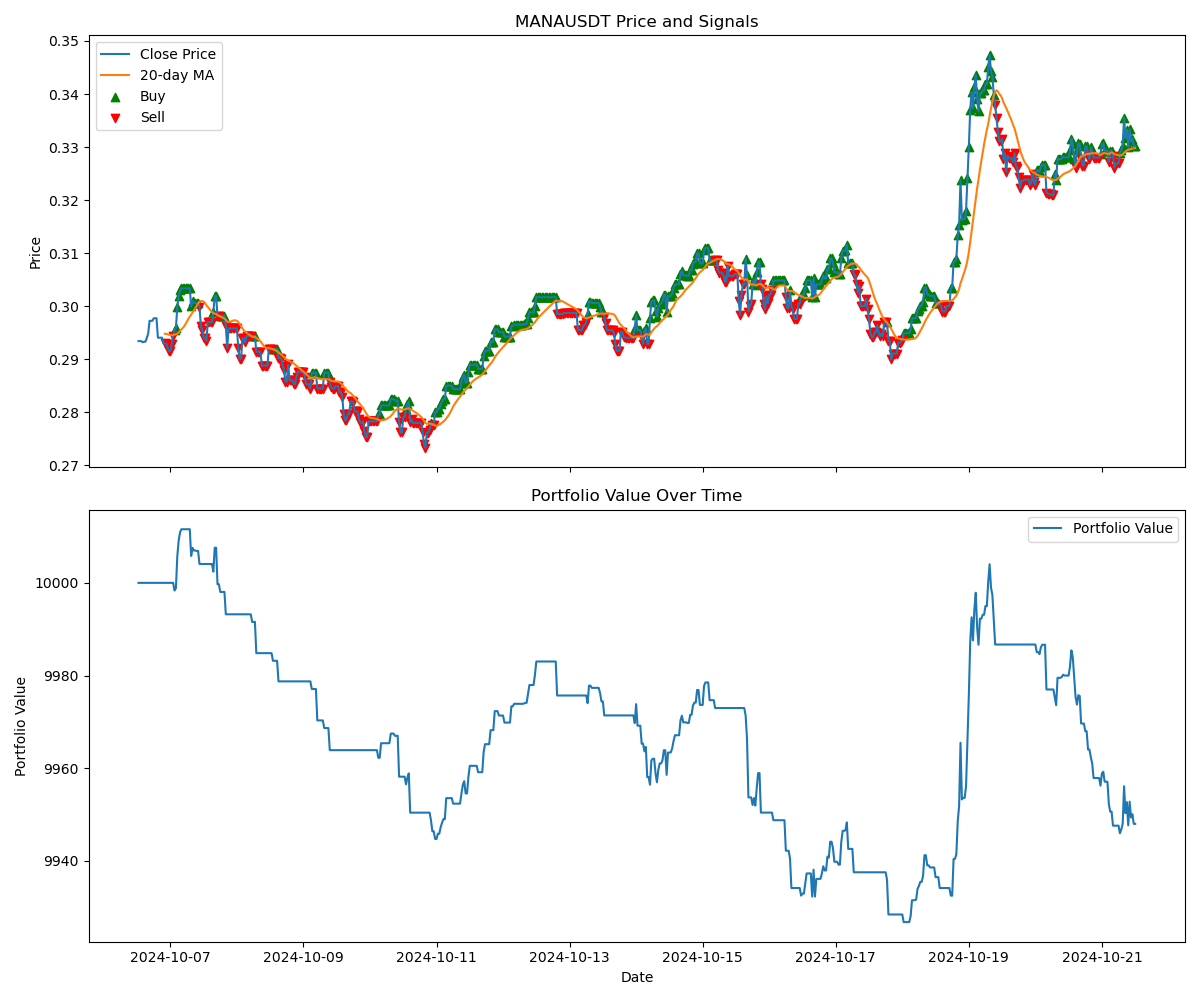 MANAUSDT Price and Signals
Price
0.35
0.34
0.33
0.32
0.31
0.30
0.29
0.28
0.27
Close Price
20-day MA
Buy
Sell
Portfolio Value Over Time
Portfolio Value
10000
9980
9960
9940
Portfolio Value
2024-10-07
2024-10-09
2024-10-11
2024-10-13
2024-10-15
2024-10-17
2024-10-19
2024-10-21
Date